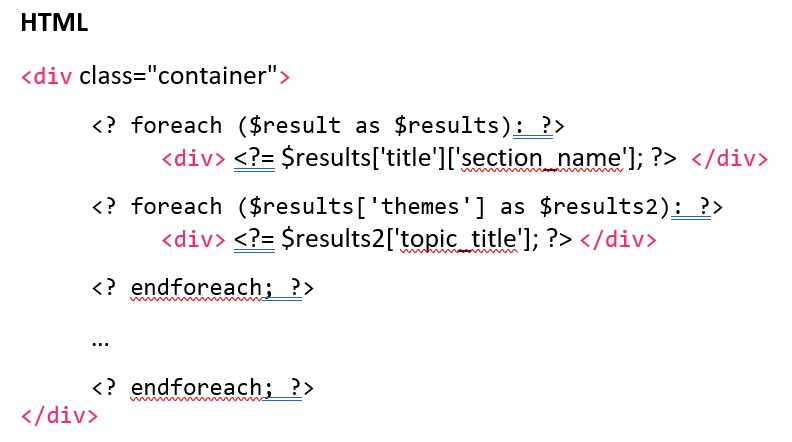 HTML
<div class="container">
<? foreach ($result as $results): ?>
<div> <?= $results['title']['section_name']; ?> </div>
<? foreach ($results['themes'] as $results2): ?>
<div> <?= $results2['topic_title']; ?> </div>
<? endforeach; ?>
...
<? endforeach; ?>
</div>